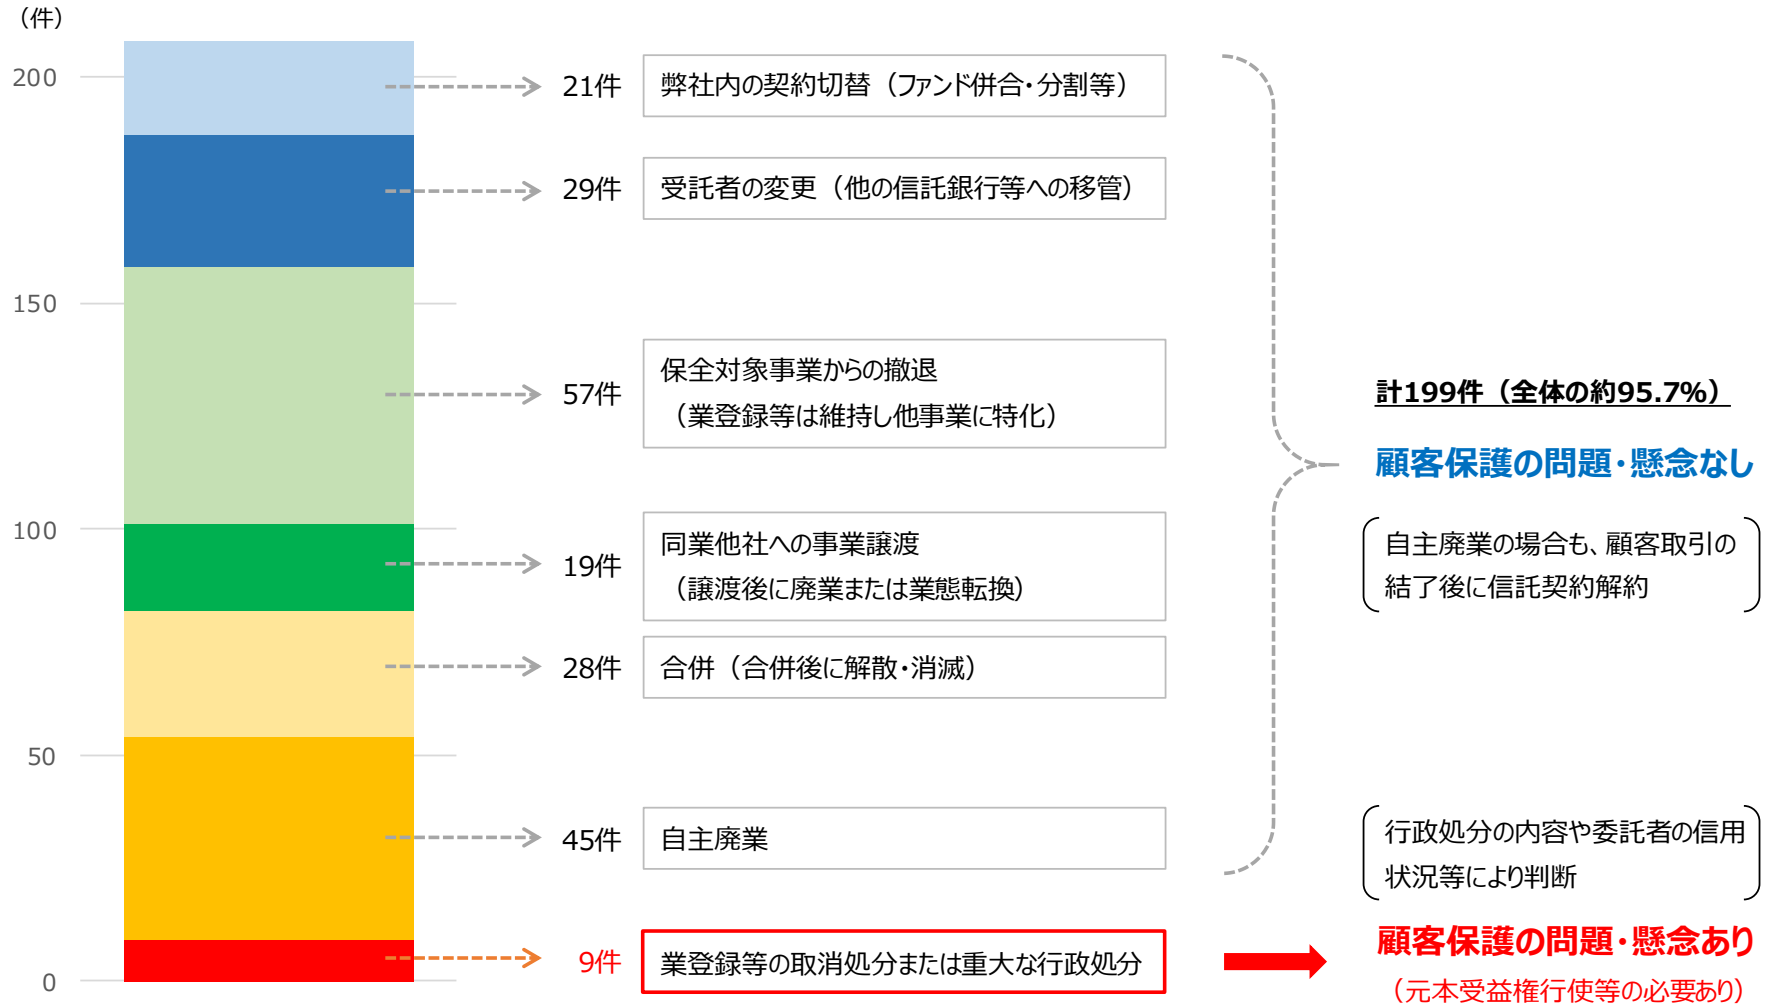 （件）
200
150
100
50
0
21件
弊社内の契約切替（ファンド併合・分割等）
29件
受託者の変更（他の信託銀行等への移管）
57件
保全対象事業からの撤退
（業登録等は維持し他事業に特化）
19件
同業他社への事業譲渡
（譲渡後に廃業または業態転換）
28件
合併（合併後に解散・消滅）
45件
自主廃業
9件
業登録等の取消処分または重大な行政処分
計199件（全体の約95.7%）
顧客保護の問題・懸念なし
自主廃業の場合も、顧客取引の
結了後に信託契約解約
行政処分の内容や委託者の信用
状況等により判断
顧客保護の問題・懸念あり
（元本受益権行使等の必要あり）